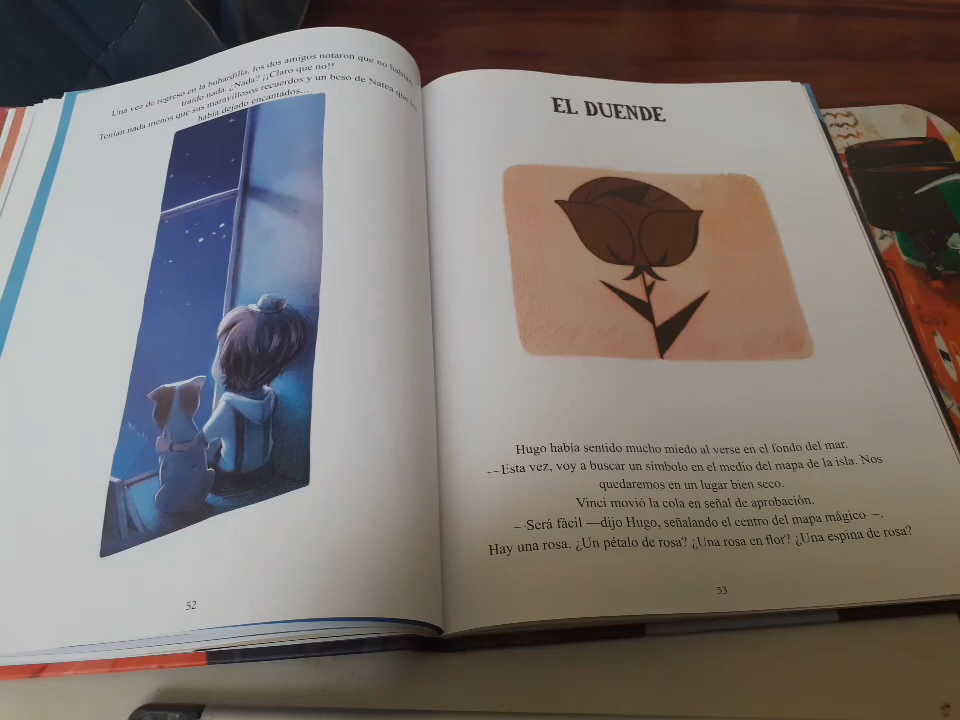 Una vez de regreso en la buhardilla, los dos amigos notaron que no habían
traído nada. ¿Nada? ¡¡Claro que no!!
Tenían nada menos que sus maravillosos recuerdos y un beso de Natea que los
había dejado encantados...
52
EL DUENDE
Hugo había sentido mucho miedo al verse en el fondo del mar.
—Esta vez, voy a buscar un símbolo en el medio del mapa de la isla. Nos
quedaremos en un lugar bien seco.
Vinci movió la cola en señal de aprobación.
—Será fácil —dijo Hugo, señalando el centro del mapa mágico—.
Hay una rosa. ¿Un pétalo de rosa? ¿Una rosa en flor? ¿Una espina de rosa?
53